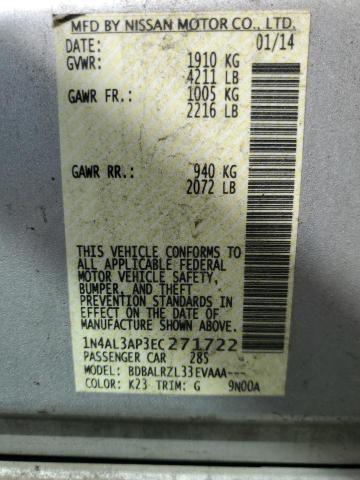 MFD BY NISSAN MOTOR CO., LTD.
DATE: 01/14
GVWR: 1910 KG
4211 LB
GAWR FR: 1005 KG
2216 LB
GAWR RR: 940 KG
2072 LB
THIS VEHICLE CONFORMS TO
ALL APPLICABLE FEDERAL
MOTOR VEHICLE SAFETY,
BUMPER, AND THEFT
PREVENTION STANDARDS IN
EFFECT ON THE DATE OF
MANUFACTURE SHOWN ABOVE.
1N4AL3AP3EC271722
PASSENGER CAR 285
MODEL: BDBALRZL33EVAAA---
COLOR: K23 TRIM: G 9N00A